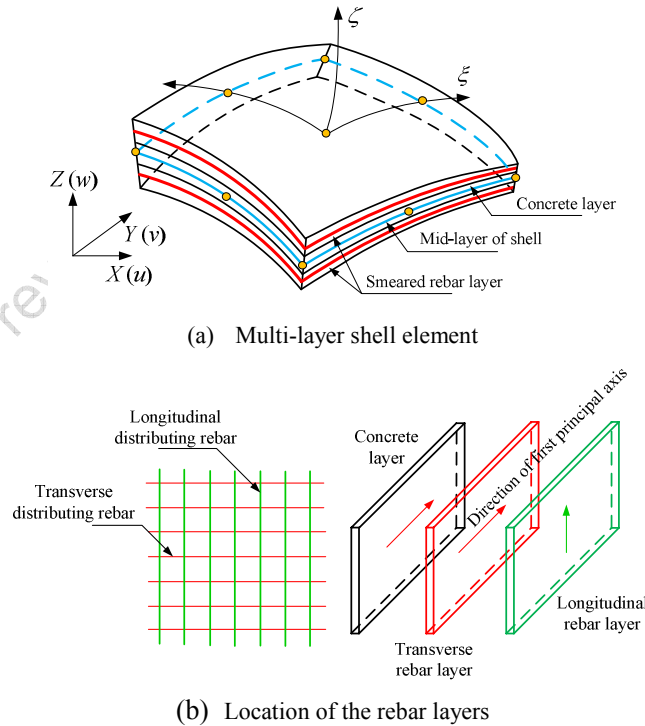 ζ
ξ
Z (w)
Y (v)
X (u)
Concrete layer
Mid-layer of shell
Smeared rebar layer
rev
(a) Multi-layer shell element
Longitudinal
distributing rebar
Transverse
distributing rebar
Concrete
layer
Direction of first principal axis
Transverse
rebar layer
Longitudinal
rebar layer
(b) Location of the rebar layers